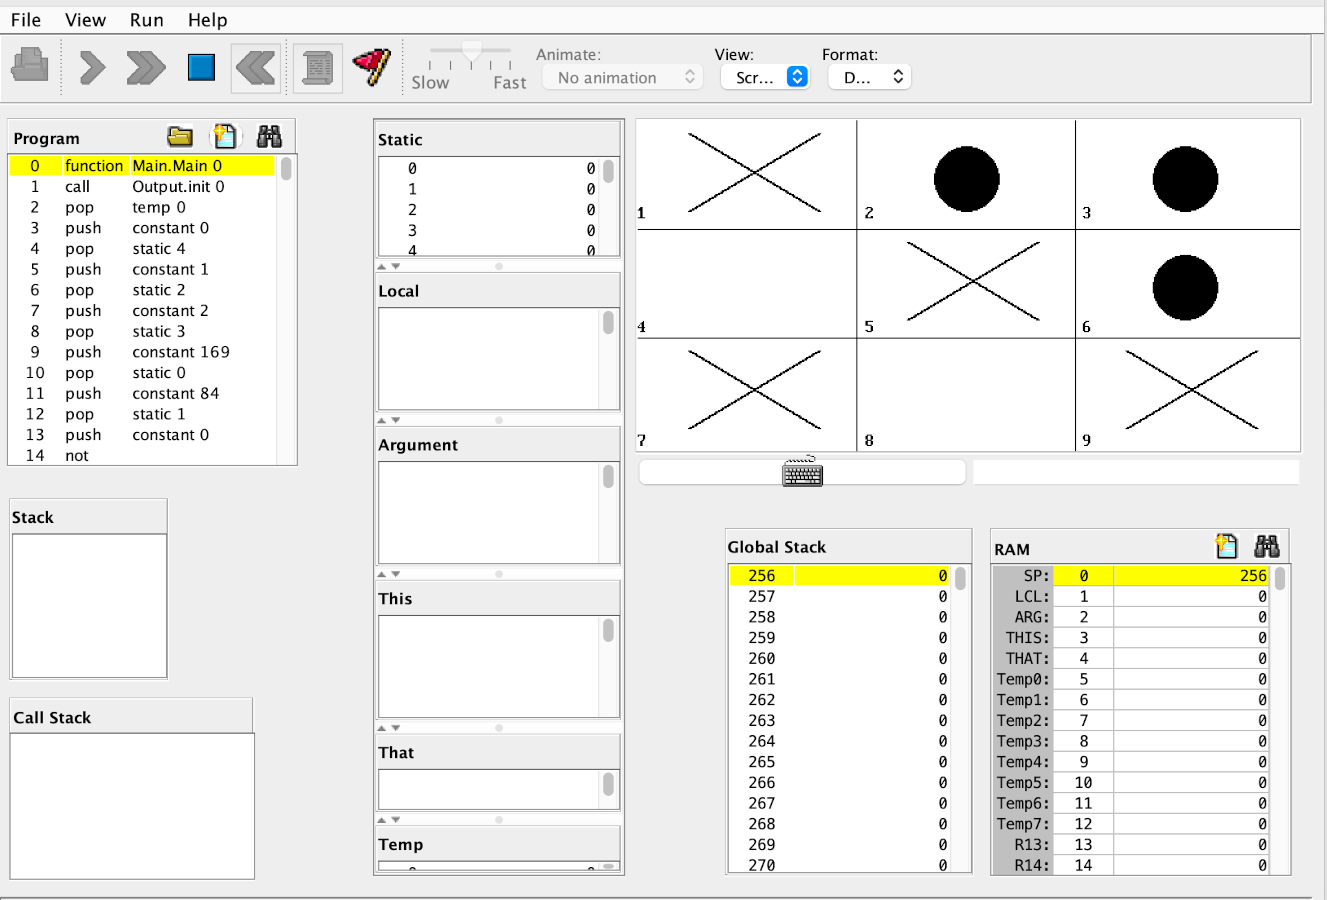 File View Run Help
Slow Fast
Animate:
No animation
View:
Scr...
Format:
D...
Program
0 function Main.Main 0
1 call Output.init 0
2 pop temp 0
3 push constant 0
4 pop static 4
5 push constant 1
6 pop static 2
7 push constant 2
8 pop static 3
9 push constant 169
10 pop static 0
11 push constant 84
12 pop static 1
13 push constant 0
14 not
Stack
Call Stack
Static
0 0
1 0
2 0
3 0
4 0
Local
Argument
This
That
Temp
1
2
3
4
5
6
7
8
9
Global Stack
256 0
257 0
258 0
259 0
260 0
261 0
262 0
263 0
264 0
265 0
266 0
267 0
268 0
269 0
270 0
RAM
SP: 0 256
LCL: 1 0
ARG: 2 0
THIS: 3 0
THAT: 4 0
Temp0: 5 0
Temp1: 6 0
Temp2: 7 0
Temp3: 8 0
Temp4: 9 0
Temp5: 10 0
Temp6: 11 0
Temp7: 12 0
R13: 13 0
R14: 14 0